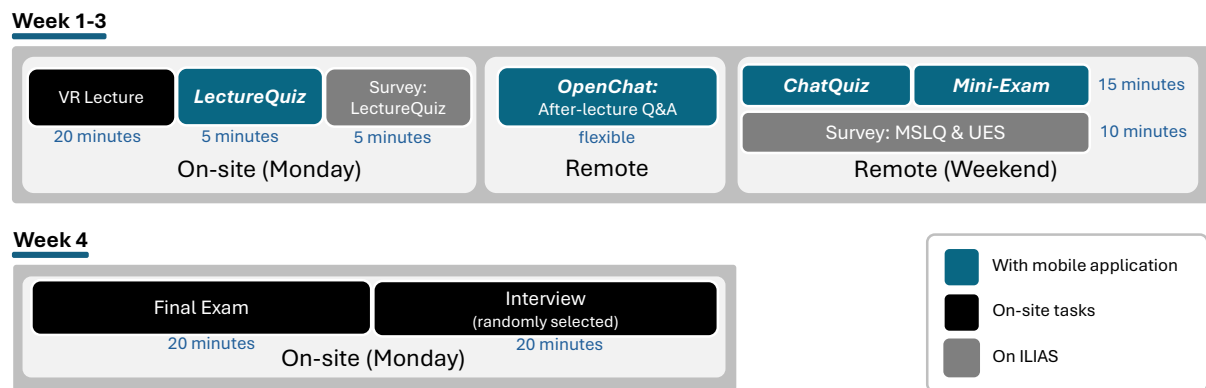 Week 1-3
VR Lecture
LectureQuiz
Survey:
LectureQuiz
20 minutes
5 minutes
5 minutes
On-site (Monday)
OpenChat:
After-lecture Q&A
flexible
Remote
ChatQuiz
Mini-Exam
15 minutes
Survey: MSLQ & UES
10 minutes
Remote (Weekend)
Week 4
Final Exam
Interview
(randomly selected)
20 minutes
20 minutes
On-site (Monday)
With mobile application
On-site tasks
On ILIAS